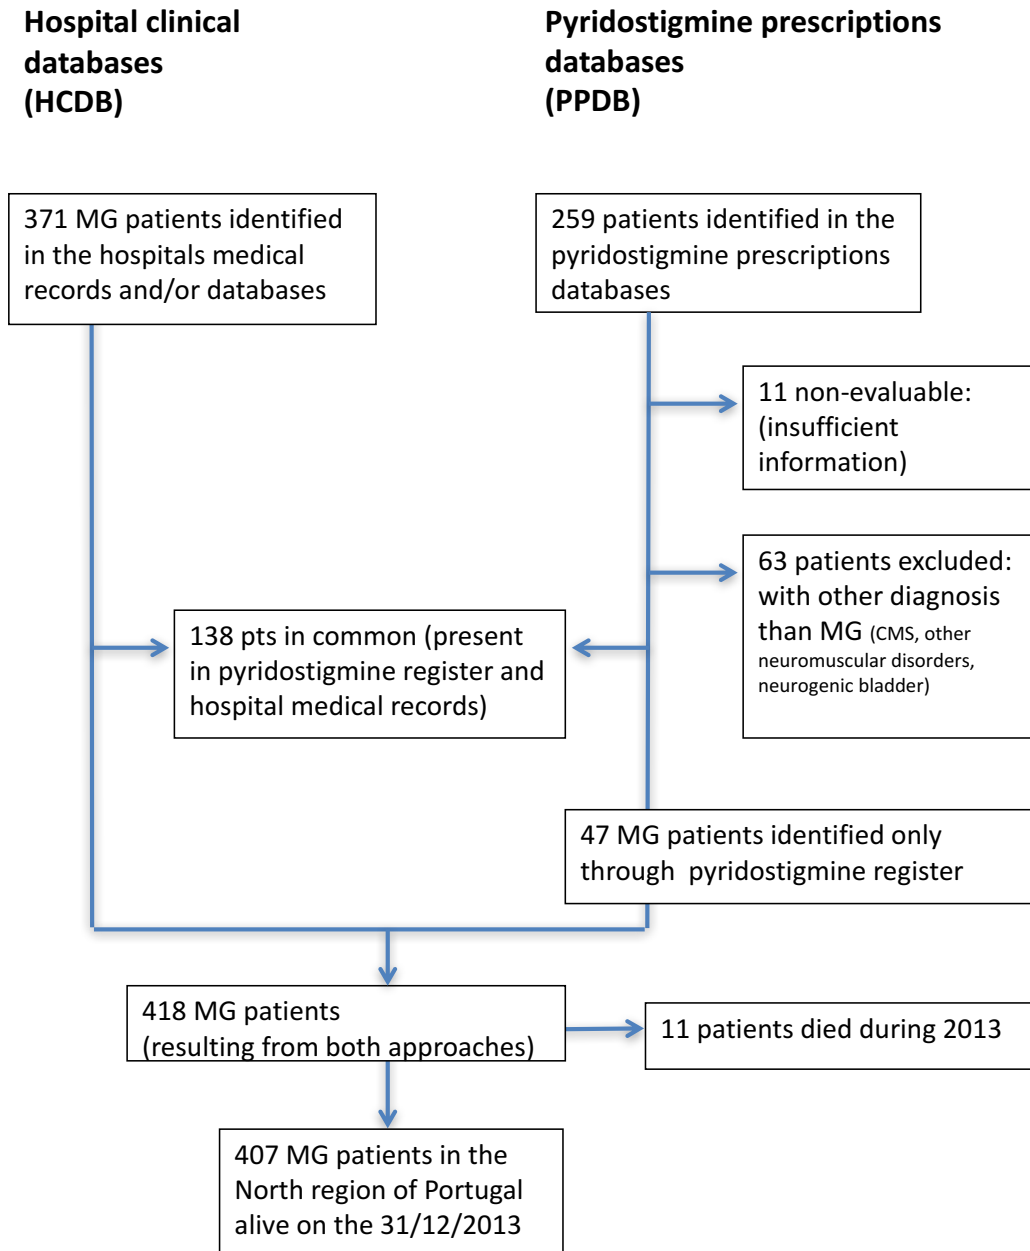 Hospital clinical
databases
(HCDB)
Pyridostigmine prescriptions
databases
(PPDB)
371 MG patients identified
in the hospitals medical
records and/or databases
259 patients identified in the
pyridostigmine prescriptions
databases
11 non-evaluable:
(insufficient
information)
63 patients excluded:
with other diagnosis
than MG (CMS, other
neuromuscular disorders,
neurogenic bladder)
138 pts in common (present
in pyridostigmine register and
hospital medical records)
47 MG patients identified only
through pyridostigmine register
418 MG patients
(resulting from both approaches)
11 patients died during 2013
407 MG patients in the
North region of Portugal
alive on the 31/12/2013